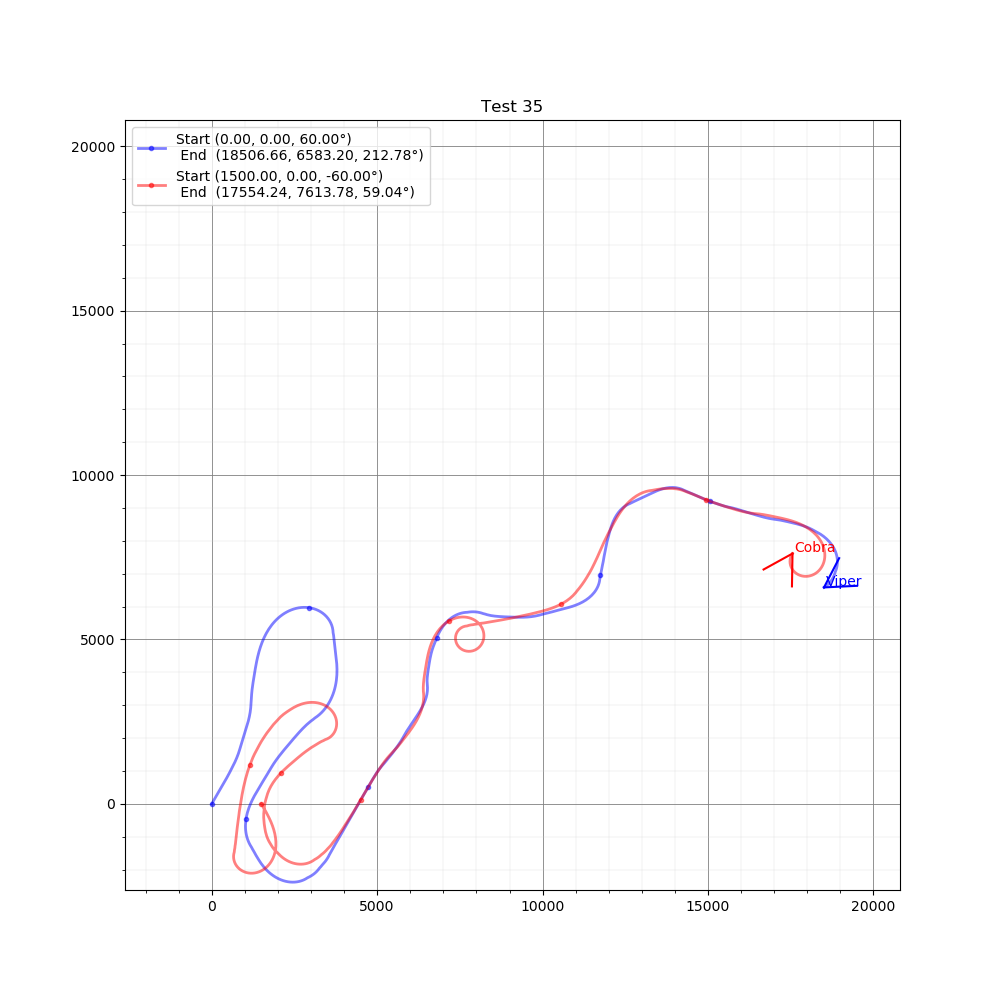 Test 35
Start (0.00, 0.00, 60.00°)
End (18506.66, 6583.20, 212.78°)
Start (1500.00, 0.00, -60.00°)
End (17554.24, 7613.78, 59.04°)
20000
15000
10000
Cobra
Viper
5000
0
0 5000 10000 15000 20000